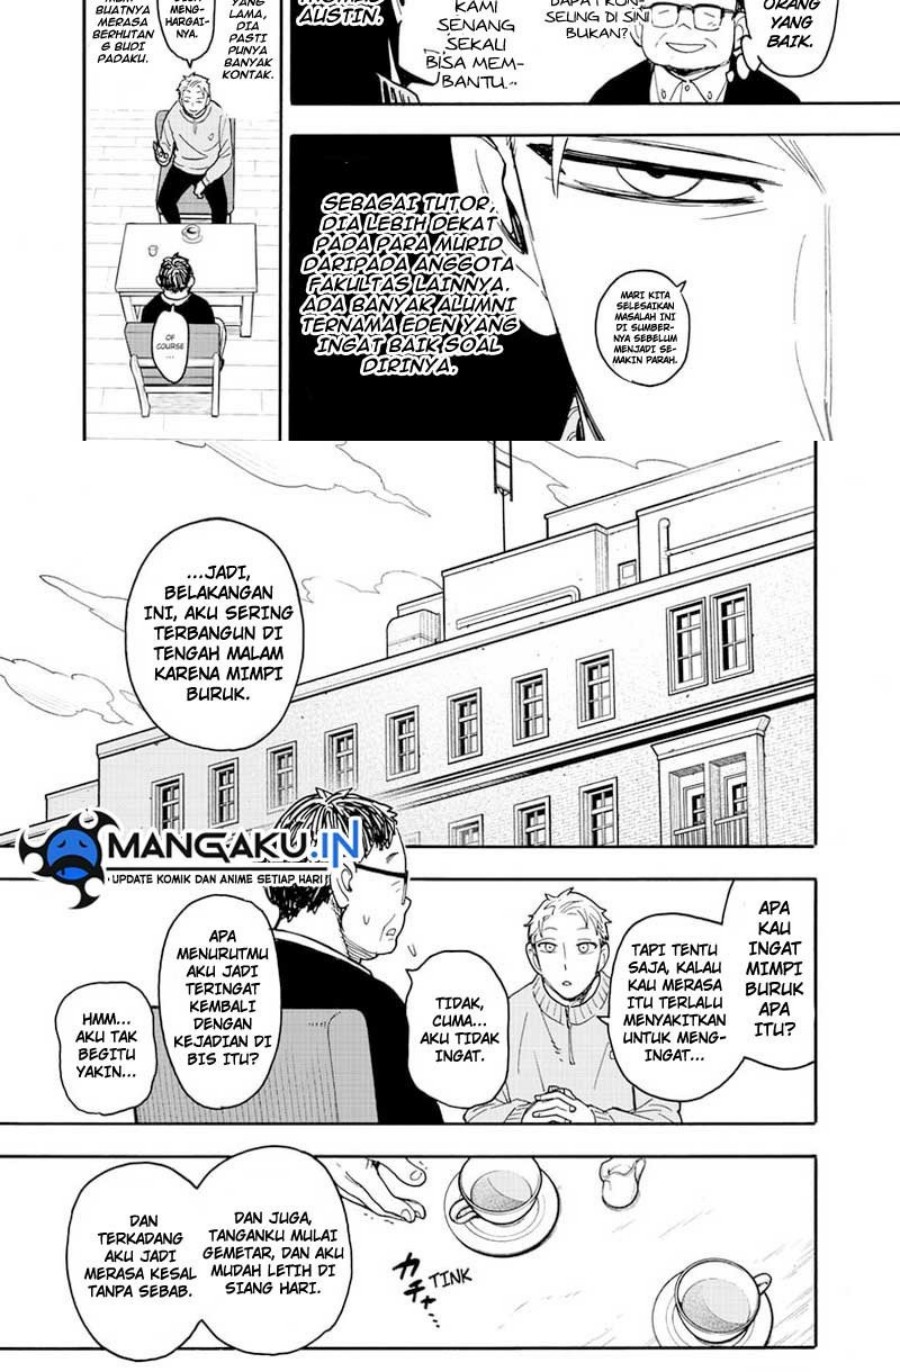 ORANG
YANG
BAIK.
SELING DI SINI
BUKAN?
KAMI
SENANG
SEKALI
BISA MEM-
BANTU.
AUSTIN.
YANG
LAMA,
DIA
PASTI
PUNYA
BANYAK
KONTAK.
MENG-
HARGAI-
NYA.
BUATNYA
MERASA
BERHUTAN
G BUDI
PADAKU.
OF
COURSE
...
MARI KITA
SELESAIKAN
MASALAH INI
DI SUMBER-
NYA SEBELUM
MENJADI SE-
MAKIN PARAH.
SEBAGAI TUTOR,
DIA LEBIH DEKAT
PADA PARA MURID
DARIPADA ANGGOTA
FAKULTAS LAINNYA.
ADA BANYAK ALUMNI
TERNAMA EDEN YANG
INGAT BAIK SOAL
DIRINYA.
...JADI,
BELAKANGAN
INI, AKU SERING
TERBANGUN DI
TENGAH MALAM
KARENA MIMPI
BURUK.
MANGAKU.IN
UPDATE KOMIK DAN ANIME SETIAP HARI
APA
KAU
INGAT
MIMPI
BURUK
APA
ITU?
TAPI TENTU
SAJA, KALAU
KAU MERASA
ITU TERLALU
MENYAKITKAN
UNTUK MENG-
INGAT...
TIDAK,
CUMA...
AKU TIDAK
INGAT.
APA
MENURUTMU
AKU JADI
TERINGAT
KEMBALI
DENGAN
KEJADIAN DI
BIS ITU?
HMM...
AKU TAK
BEGITU
YAKIN...
DAN JUGA,
TANGANKU MULAI
GEMETAR, DAN AKU
MUDAH LETIH DI
SIANG HARI.
DAN
TERKADANG
AKU JADI
MERASA KESAL
TANPA SEBAB.
カチャ…
TINK